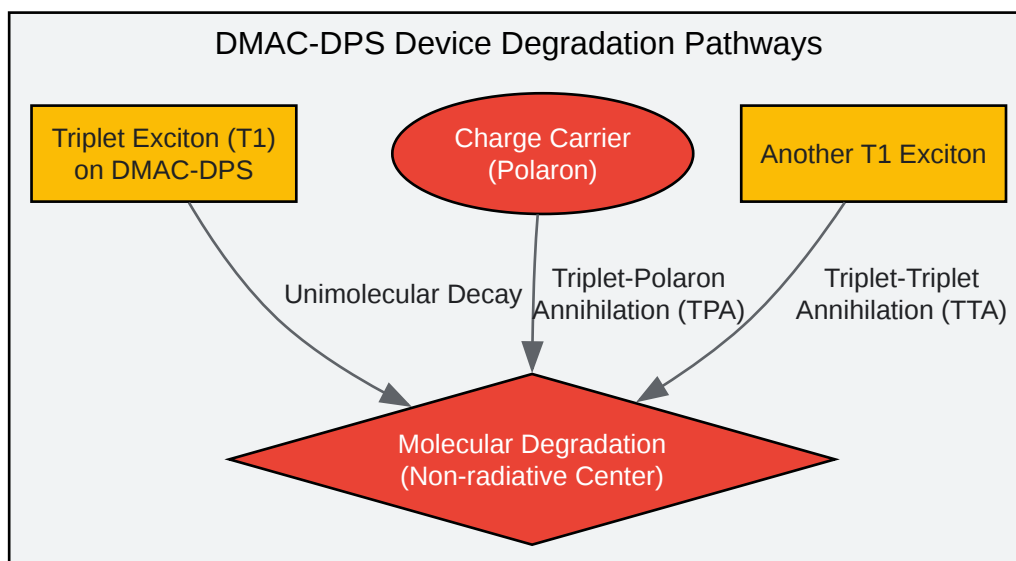 DMAC-DPS Device Degradation Pathways
Triplet Exciton (T1)
on DMAC-DPS
Charge Carrier
(Polaron)
Another T1 Exciton
Unimolecular Decay
Triplet-Polaron
Annihilation (TPA)
Triplet-Triplet
Annihilation (TTA)
Molecular Degradation
(Non-radiative Center)